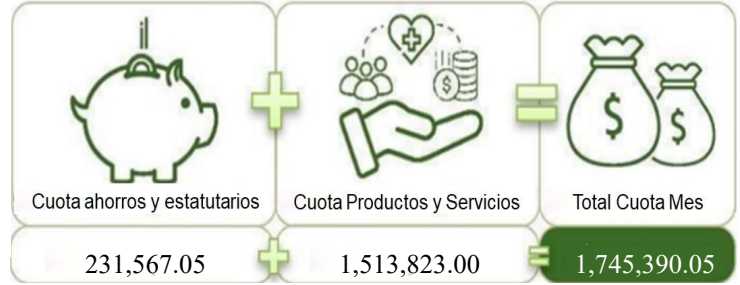 Cuota ahorros y estatutarios Cuota Productos y Servicios Total Cuota Mes
231,567.05 + 1,513,823.00 = 1,745,390.05